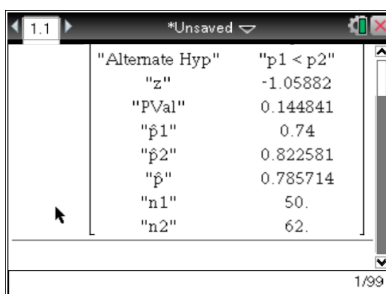 1.1 *Unsaved
"Alternate Hyp" "p1 < p2"
"z" -1.05882
"PVal" 0.144841
"p̂1" 0.74
"p̂2" 0.822581
"p̂" 0.785714
"n1" 50.
"n2" 62.
1/99